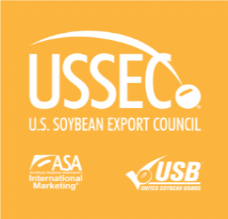 USSEC
U.S. SOYBEAN EXPORT COUNCIL
ASA
International
Marketing
USB
UNITED SOYBEAN BOARD